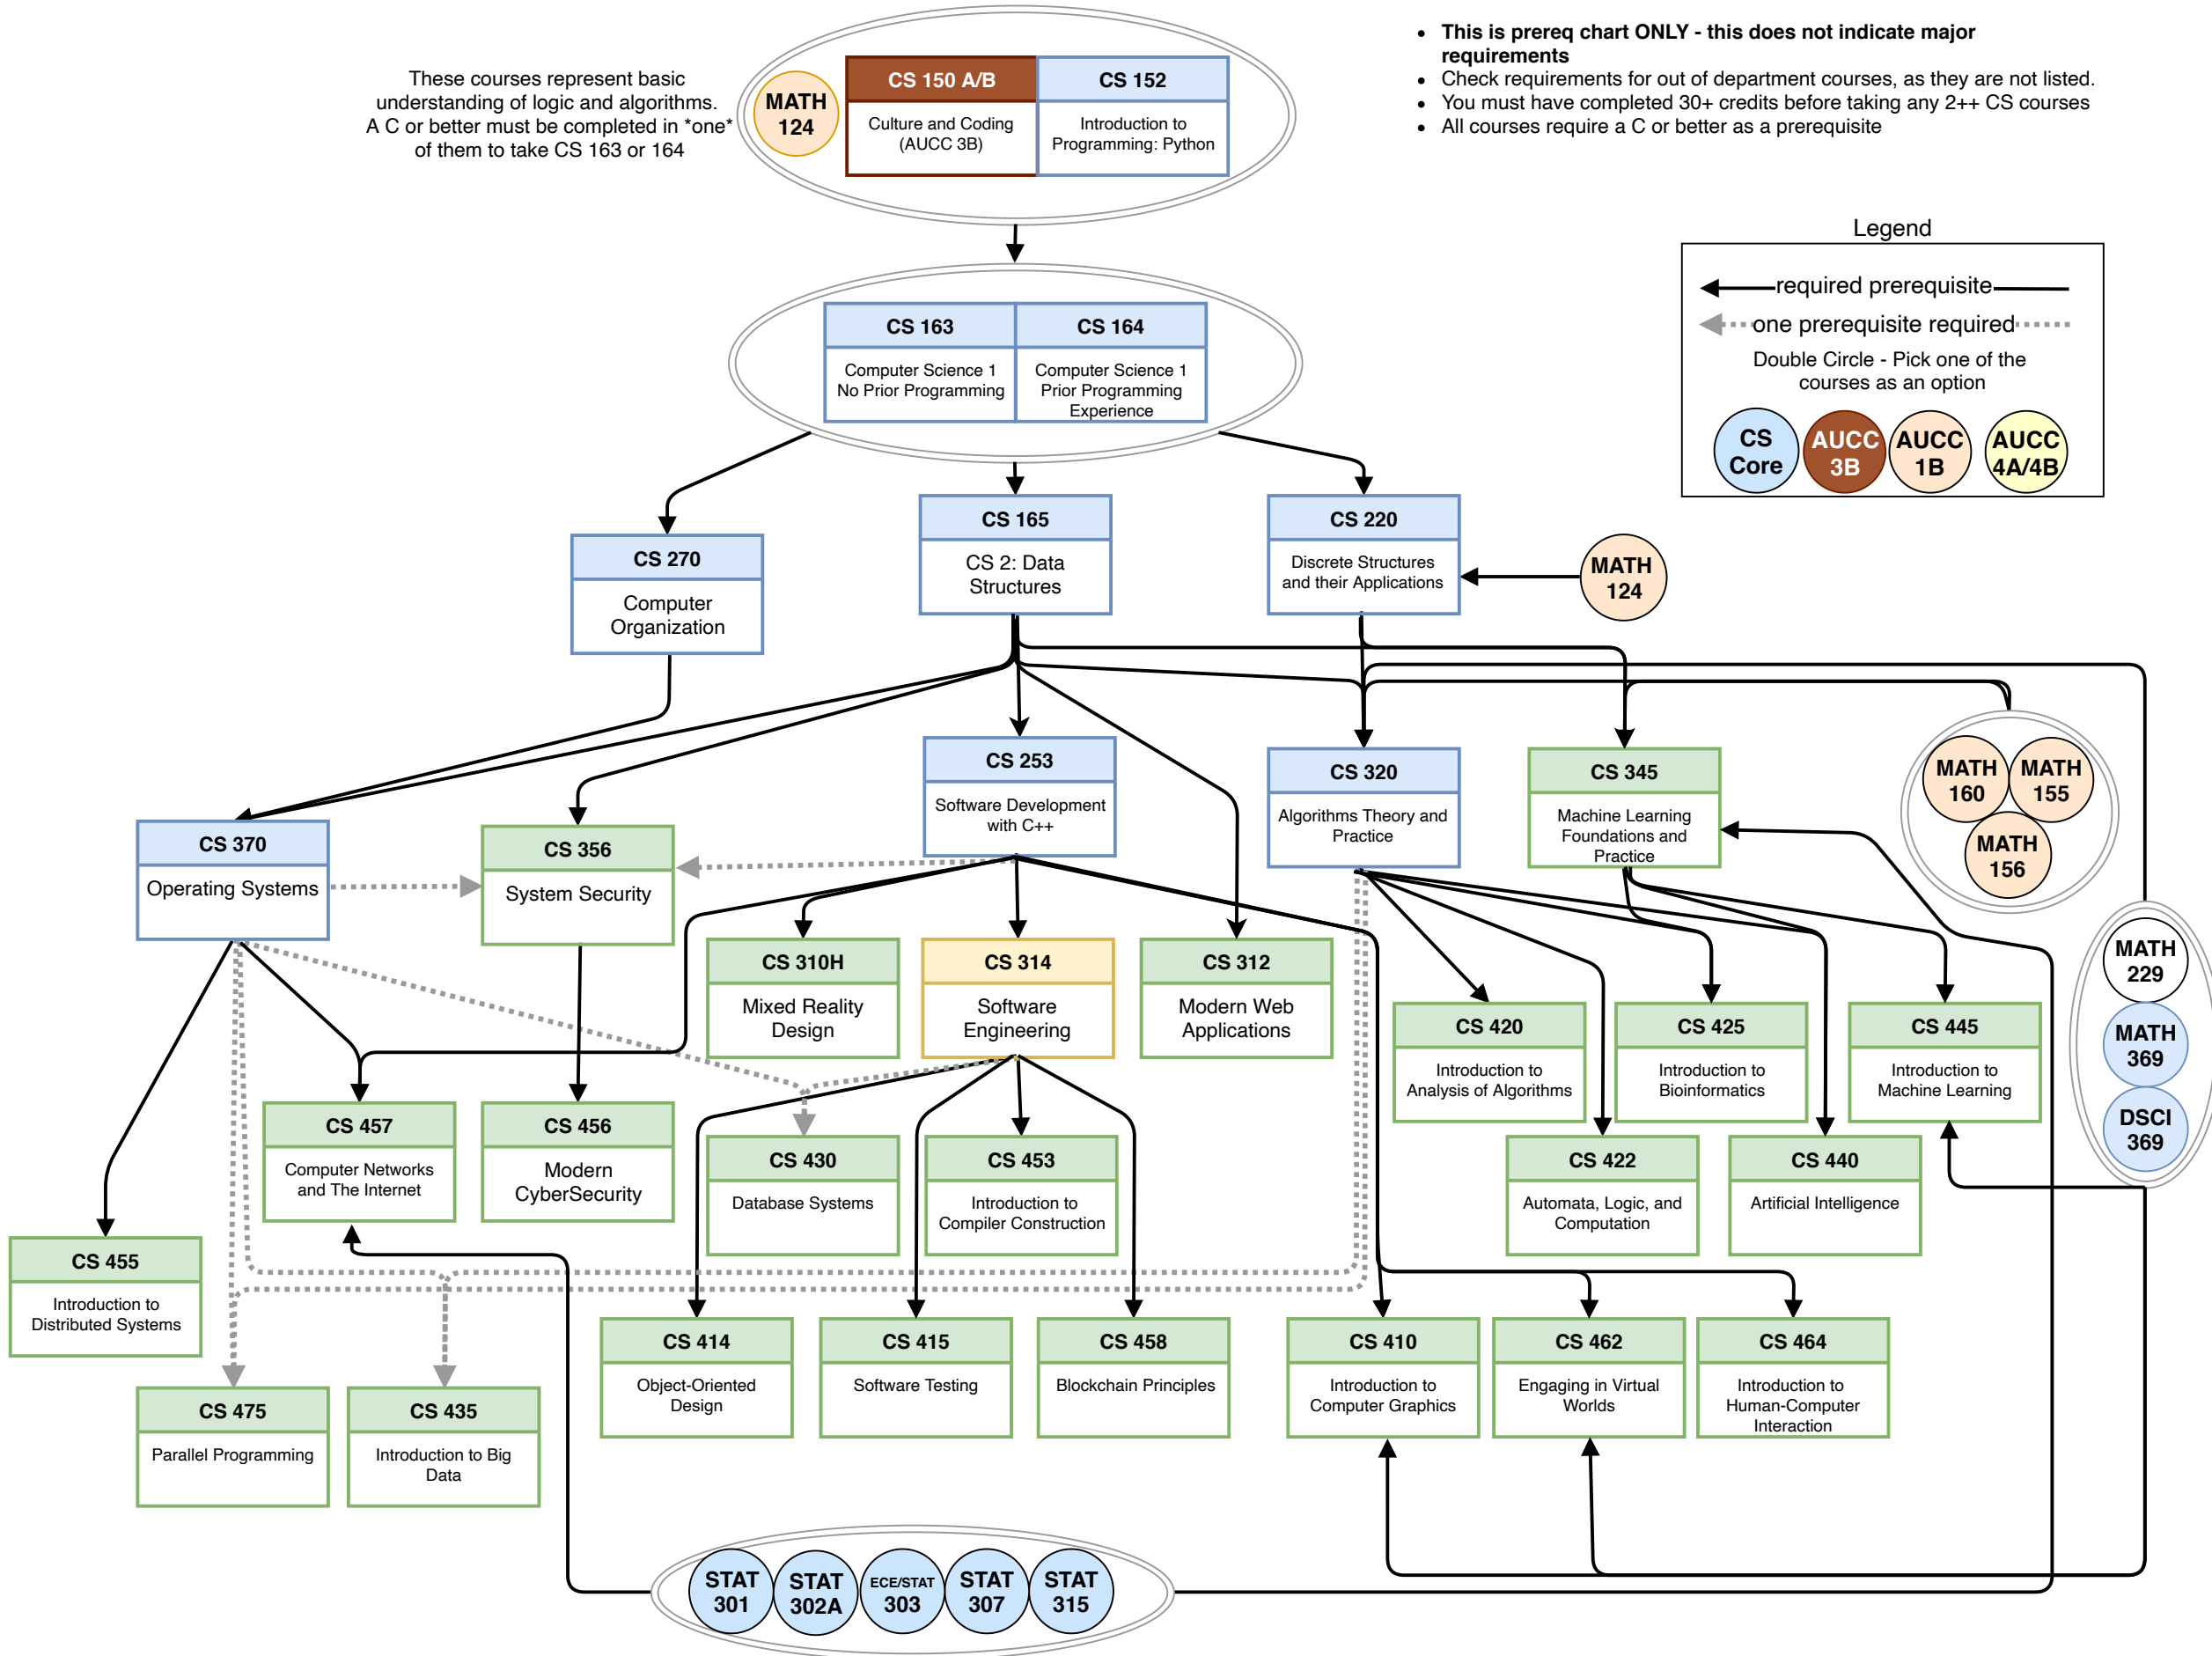 These courses represent basic
understanding of logic and algorithms.
A C or better must be completed in *one*
of them to take CS 163 or 164
MATH
124
CS 150 A/B
Culture and Coding
(AUCC 3B)
CS 152
Introduction to
Programming: Python
This is prereq chart ONLY - this does not indicate major
requirements
Check requirements for out of department courses, as they are not listed.
You must have completed 30+ credits before taking any 2++ CS courses
All courses require a C or better as a prerequisite
Legend
required prerequisite
one prerequisite required
Double Circle - Pick one of the
courses as an option
CS
Core
AUCC
3B
AUCC
1B
AUCC
4A/4B
CS 163
Computer Science 1
No Prior Programming
CS 164
Computer Science 1
Prior Programming
Experience
CS 270
Computer
Organization
CS 165
CS 2: Data
Structures
CS 220
Discrete Structures
and their Applications
MATH
124
CS 370
Operating Systems
CS 356
System Security
CS 253
Software Development
with C++
CS 320
Algorithms Theory and
Practice
CS 345
Machine Learning
Foundations and
Practice
MATH
160
MATH
155
MATH
156
MATH
229
MATH
369
DSCI
369
CS 310H
Mixed Reality
Design
CS 314
Software
Engineering
CS 312
Modern Web
Applications
CS 420
Introduction to
Analysis of Algorithms
CS 425
Introduction to
Bioinformatics
CS 445
Introduction to
Machine Learning
CS 457
Computer Networks
and The Internet
CS 456
Modern
CyberSecurity
CS 430
Database Systems
CS 453
Introduction to
Compiler Construction
CS 422
Automata, Logic, and
Computation
CS 440
Artificial Intelligence
CS 455
Introduction to
Distributed Systems
CS 414
Object-Oriented
Design
CS 415
Software Testing
CS 458
Blockchain Principles
CS 410
Introduction to
Computer Graphics
CS 462
Engaging in Virtual
Worlds
CS 464
Introduction to
Human-Computer
Interaction
CS 475
Parallel Programming
CS 435
Introduction to Big
Data
STAT
301
STAT
302A
ECE/STAT
303
STAT
307
STAT
315